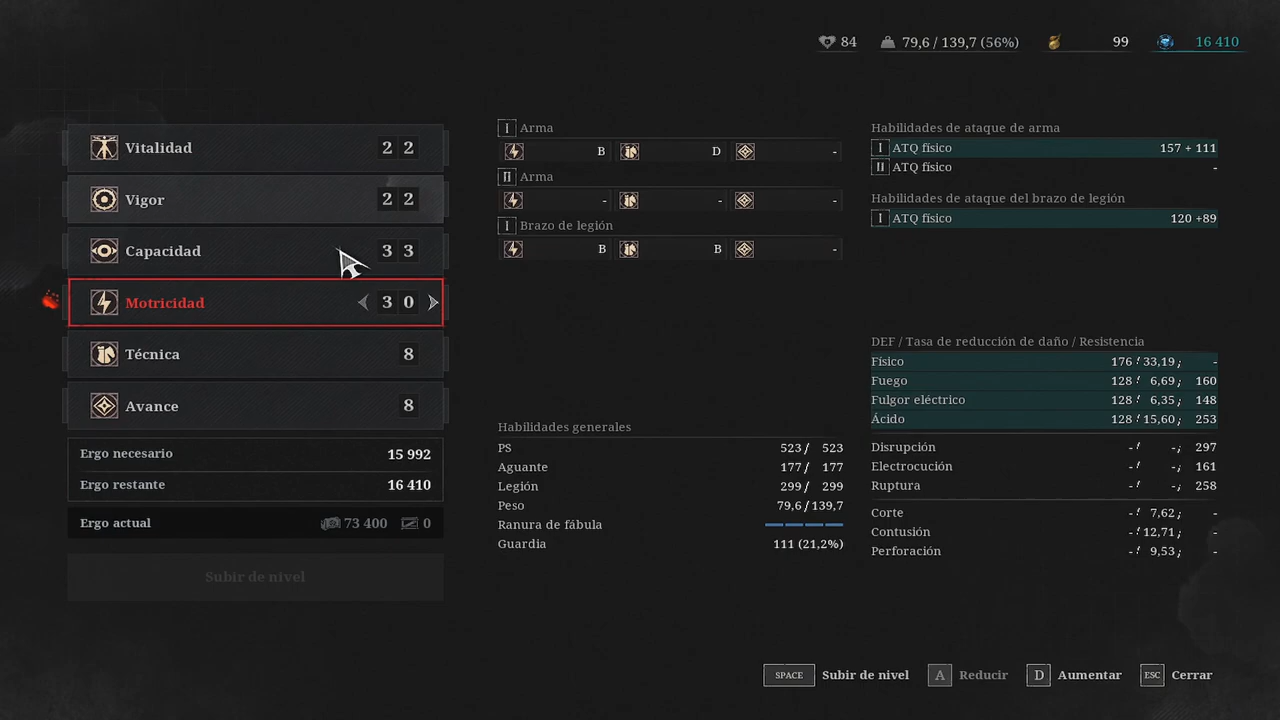 84 79,6 / 139,7 (56%) 99 16 410
Vitalidad 2 2
Vigor 2 2
Capacidad 3 3
Motricidad 3 0
Técnica 8
Avance 8
Ergo necesario 15 992
Ergo restante 16 410
Ergo actual 73 400 0
Subir de nivel
I Arma
B D -
II Arma
- - -
I Brazo de legión
B B -
Habilidades generales
PS 523 / 523
Aguante 177 / 177
Legión 299 / 299
Peso 79,6 / 139,7
Ranura de fábula
Guardia 111 (21,2%)
Habilidades de ataque de arma
I ATQ físico 157 + 111
II ATQ físico -
Habilidades de ataque del brazo de legión
I ATQ físico 120 +89
DEF / Tasa de reducción de daño / Resistencia
Físico 176 / 33,19 ; -
Fuego 128 / 6,69 ; 160
Fulgor eléctrico 128 / 6,35 ; 148
Ácido 128 / 15,60 ; 253
Disrupción - / - ; 297
Electrocución - / - ; 161
Ruptura - / - ; 258
Corte - / 7,62 ; -
Contusión - / 12,71 ; -
Perforación - / 9,53 ; -
SPACE Subir de nivel A Reducir D Aumentar ESC Cerrar